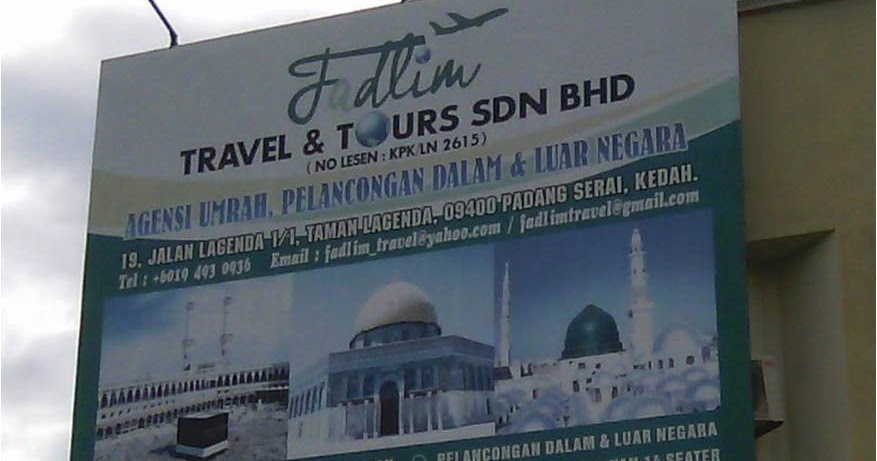 Fadlim
TRAVEL & TOURS SDN BHD
( NO LESEN : KPK/LN 2615 )
AGENSI UMRAH, PELANCONGAN DALAM & LUAR NEGARA
19, JALAN LAGENDA 1/1, TAMAN LAGENDA, 09400 PADANG SERAI, KEDAH.
Tel : +6019 493 0936 Email : fadlim_travel@yahoo.com / fadlimtravel@gmail.com
PELANCONGAN DALAM & LUAR NEGARA
14 SEATER